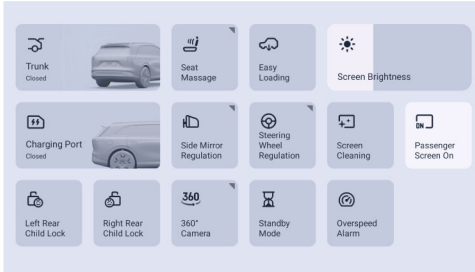 Trunk
Closed
Seat
Massage
Easy
Loading
Screen Brightness
Charging Port
Closed
Side Mirror
Regulation
Steering
Wheel
Regulation
Screen
Cleaning
ON
Passenger
Screen On
Left Rear
Child Lock
Right Rear
Child Lock
360
360°
Camera
Standby
Mode
Overspeed
Alarm